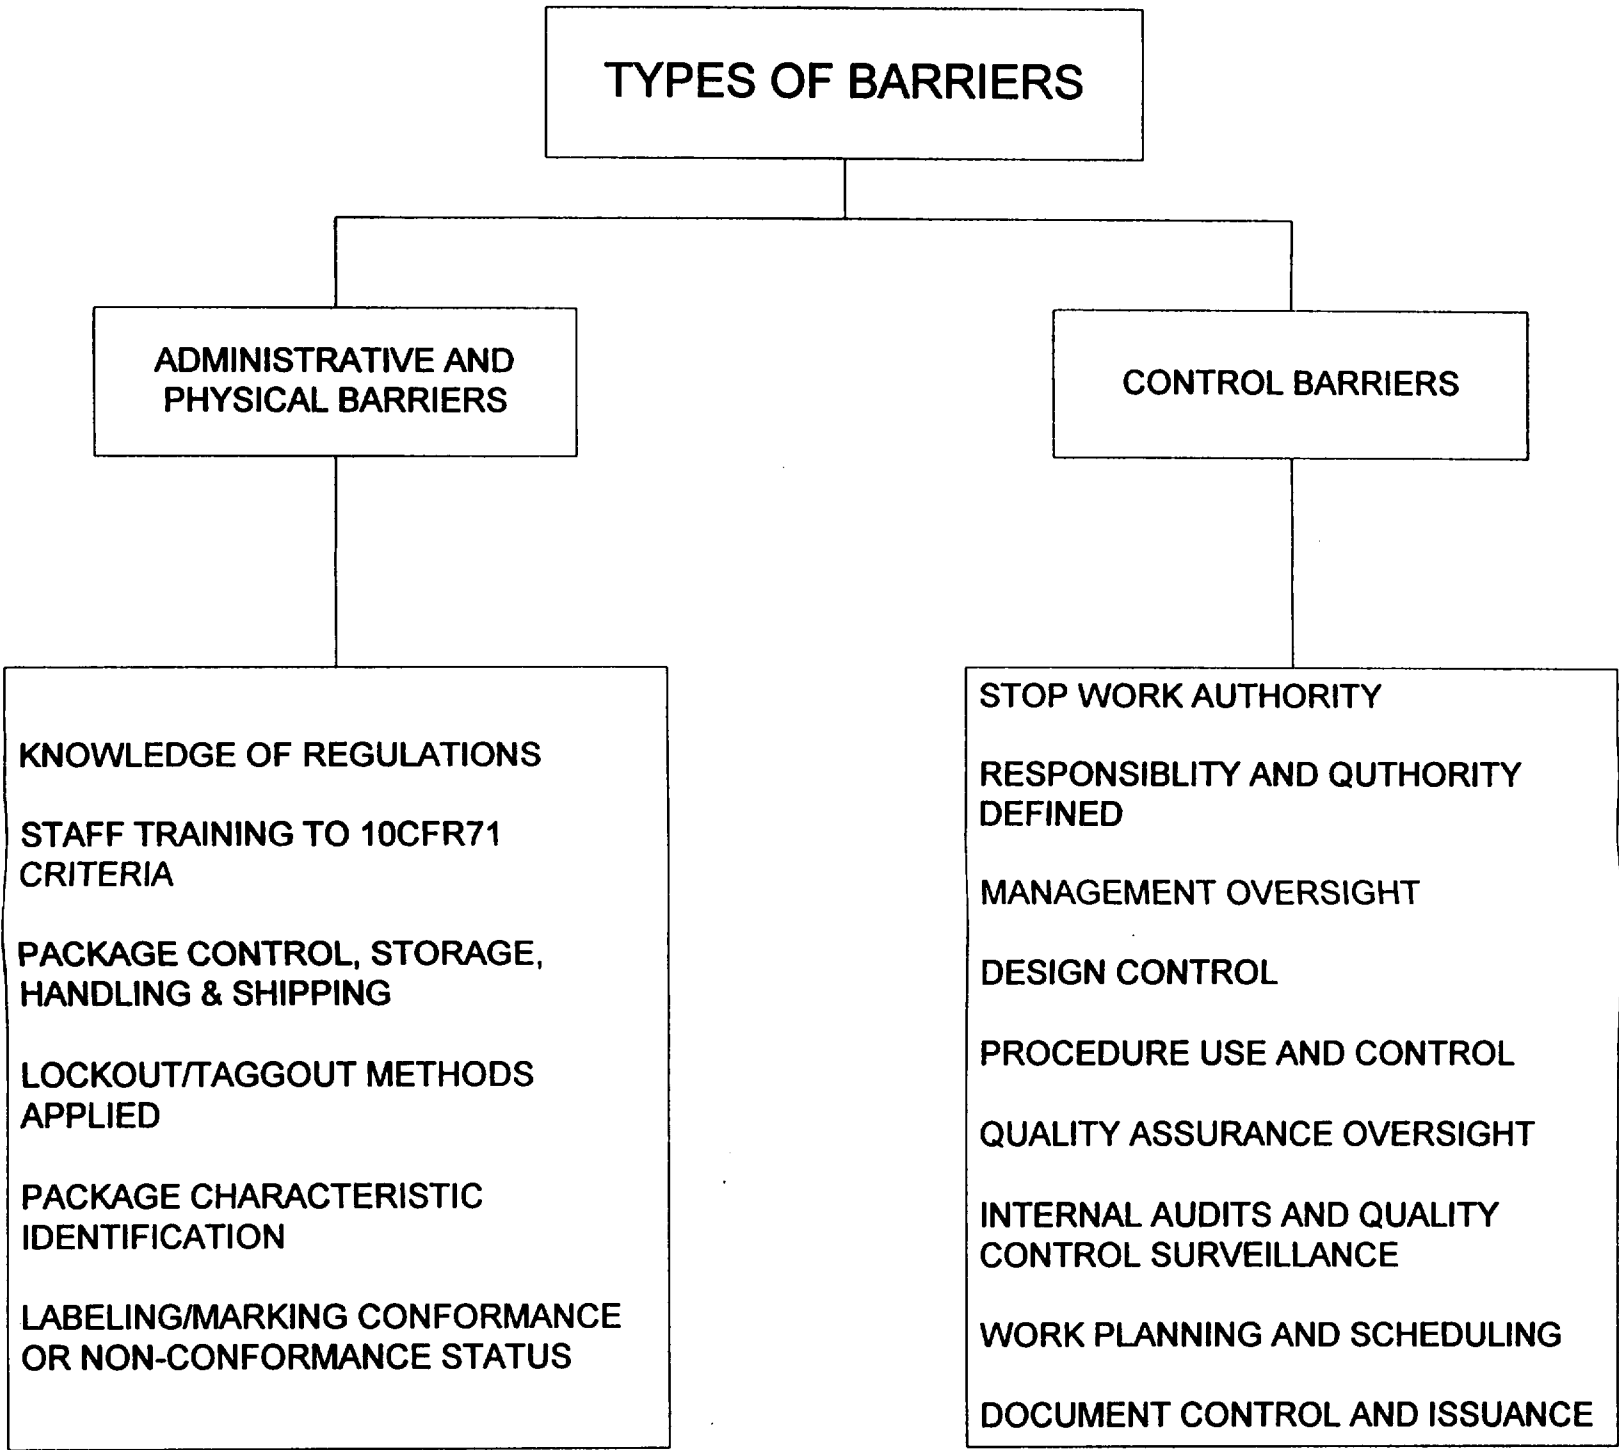 TYPES OF BARRIERS
ADMINISTRATIVE AND
PHYSICAL BARRIERS
CONTROL BARRIERS
KNOWLEDGE OF REGULATIONS
STAFF TRAINING TO 10CFR71
CRITERIA
PACKAGE CONTROL, STORAGE,
HANDLING & SHIPPING
LOCKOUT/TAGGOUT METHODS
APPLIED
PACKAGE CHARACTERISTIC
IDENTIFICATION
LABELING/MARKING CONFORMANCE
OR NON-CONFORMANCE STATUS
STOP WORK AUTHORITY
RESPONSIBLITY AND QUTHORITY
DEFINED
MANAGEMENT OVERSIGHT
DESIGN CONTROL
PROCEDURE USE AND CONTROL
QUALITY ASSURANCE OVERSIGHT
INTERNAL AUDITS AND QUALITY
CONTROL SURVEILLANCE
WORK PLANNING AND SCHEDULING
DOCUMENT CONTROL AND ISSUANCE